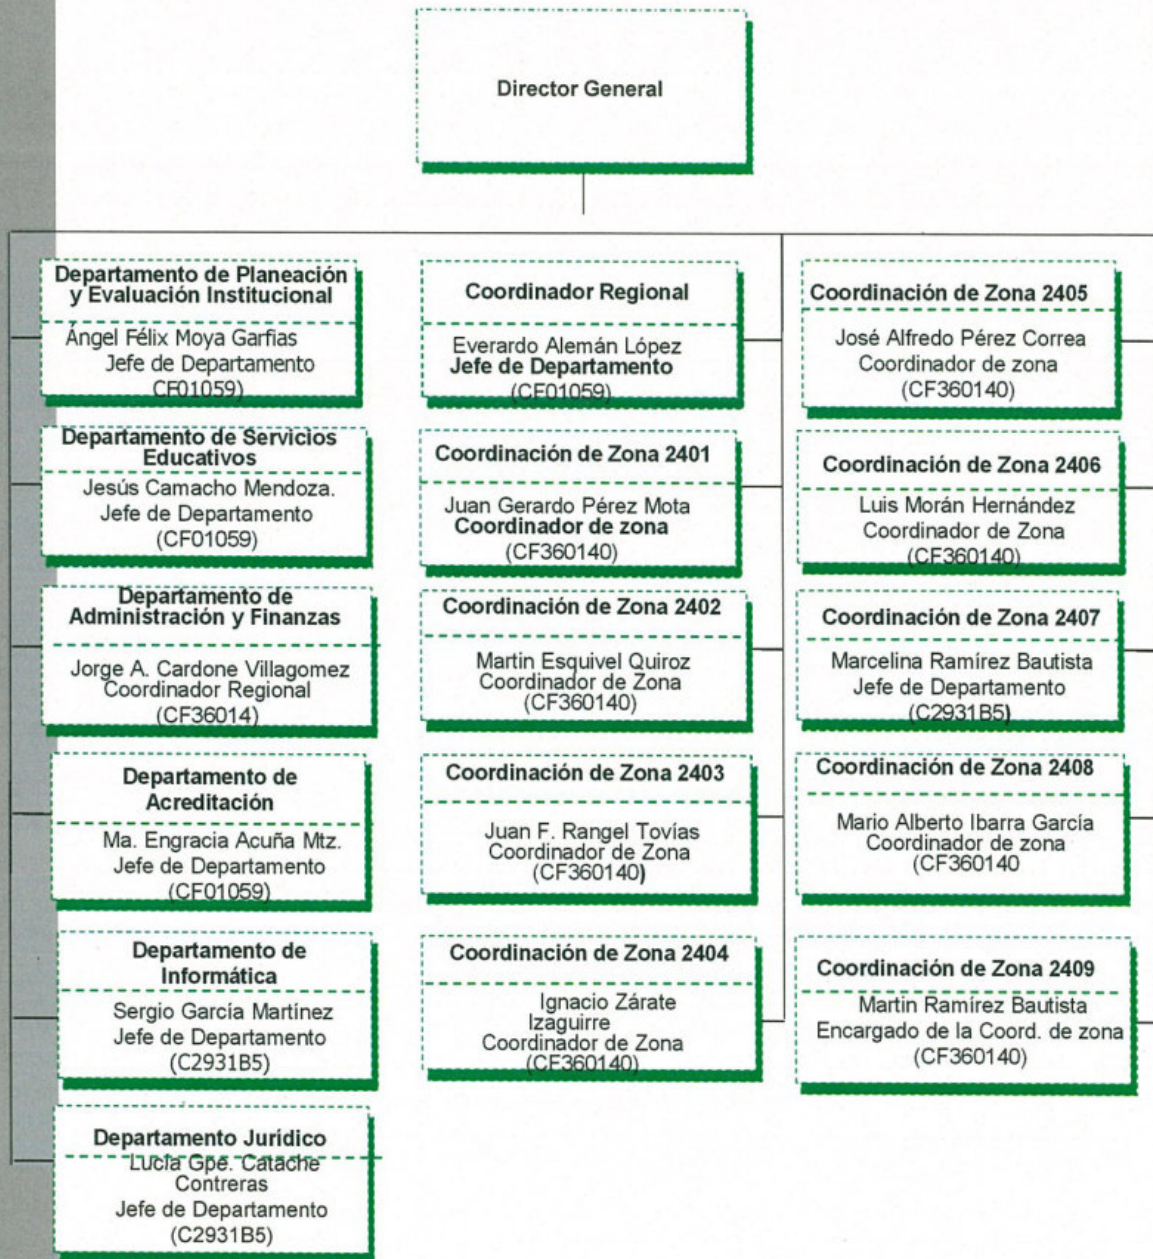 Director General
Departamento de Planeación
y Evaluación Institucional
Ángel Félix Moya Garfias
Jefe de Departamento
CF01059)
Departamento de Servicios
Educativos
Jesús Camacho Mendoza.
Jefe de Departamento
(CF01059)
Departamento de
Administración y Finanzas
Jorge A. Cardone Villagomez
Coordinador Regional
(CF36014)
Departamento de
Acreditación
Ma. Engracia Acuña Mtz.
Jefe de Departamento
(CF01059)
Departamento de
Informática
Sergio García Martínez
Jefe de Departamento
(C2931B5)
Departamento Jurídico
Lucía Gpe. Catache
Contreras
Jefe de Departamento
(C2931B5)
Coordinador Regional
Everardo Alemán López
Jefe de Departamento
(CF01059)
Coordinación de Zona 2401
Juan Gerardo Pérez Mota
Coordinador de zona
(CF360140)
Coordinación de Zona 2402
Martin Esquivel Quiroz
Coordinador de Zona
(CF360140)
Coordinación de Zona 2403
Juan F. Rangel Tovías
Coordinador de Zona
(CF360140)
Coordinación de Zona 2404
Ignacio Zárate
Izaguirre
Coordinador de Zona
(CF360140)
Coordinación de Zona 2405
José Alfredo Pérez Correa
Coordinador de zona
(CF360140)
Coordinación de Zona 2406
Luis Morán Hernández
Coordinador de Zona
(CF360140)
Coordinación de Zona 2407
Marcelina Ramírez Bautista
Jefe de Departamento
(C2931B5)
Coordinación de Zona 2408
Mario Alberto Ibarra García
Coordinador de zona
(CF360140
Coordinación de Zona 2409
Martin Ramírez Bautista
Encargado de la Coord. de zona
(CF360140)